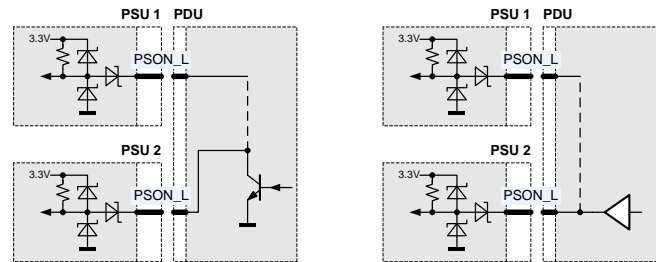 PSU 1 PDU
3.3V
PSON_L
PSU 2
3.3V
PSON_L
PSU 1 PDU
3.3V
PSON_L
PSU 2
3.3V
PSON_L